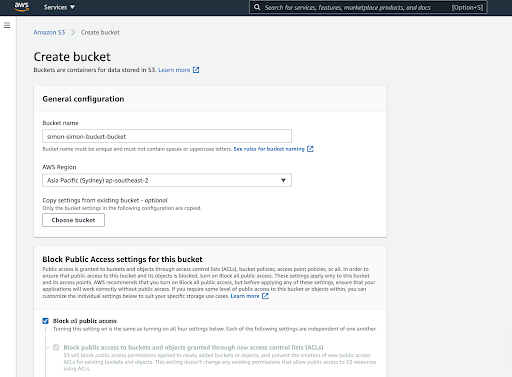 aws
Services ▼
Search for services, features, marketplace products, and docs
[Option+S]
Amazon S3 > Create bucket
Create bucket
Buckets are containers for data stored in S3. Learn more
General configuration
Bucket name
simon-simon-bucket-bucket
Bucket name must be unique and must not contain spaces or uppercase letters. See rules for bucket naming
AWS Region
Asia Pacific (Sydney) ap-southeast-2
Copy settings from existing bucket - optional
Only the bucket settings in the following configuration are copied.
Choose bucket
Block Public Access settings for this bucket
Public access is granted to buckets and objects through access control lists (ACLs), bucket policies, access point policies, or all. In order to
ensure that public access to this bucket and its objects is blocked, turn on Block all public access. These settings apply only to this bucket
and its access points. AWS recommends that you turn on Block all public access, but before applying any of these settings, ensure that your
applications will work correctly without public access. If you require some level of public access to this bucket or objects within, you can
customize the individual settings below to suit your specific storage use cases. Learn more
Block all public access
Turning this setting on is the same as turning on all four settings below. Each of the following settings are independent of one another.
Block public access to buckets and objects granted through new access control lists (ACLs)
S3 will block public access permissions applied to newly added buckets or objects, and prevent the creation of new public access
ACLs for existing buckets and objects. This setting doesn't change any existing permissions that allow public access to S3 resources
using ACLs.